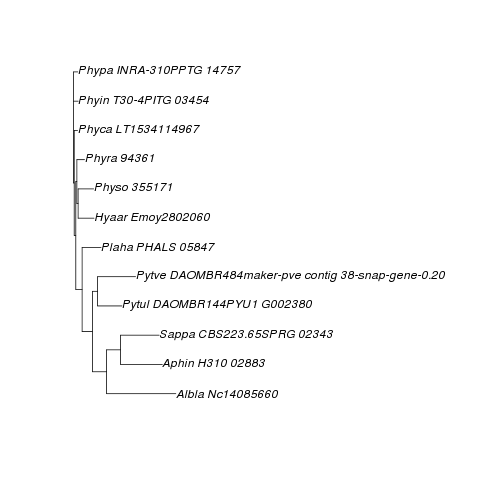 Phypa INRA-310PPTG 14757
Phyin T30-4PITG 03454
Phyca LT1534114967
Phyra 94361
Physo 355171
Hyaar Emoy2802060
Plaha PHALS 05847
Pytve DAOMBR484maker-pve contig 38-snap-gene-0.20
Pytul DAOMBR144PYU1 G002380
Sappa CBS223.65SPRG 02343
Aphin H310 02883
Albla Nc14085660